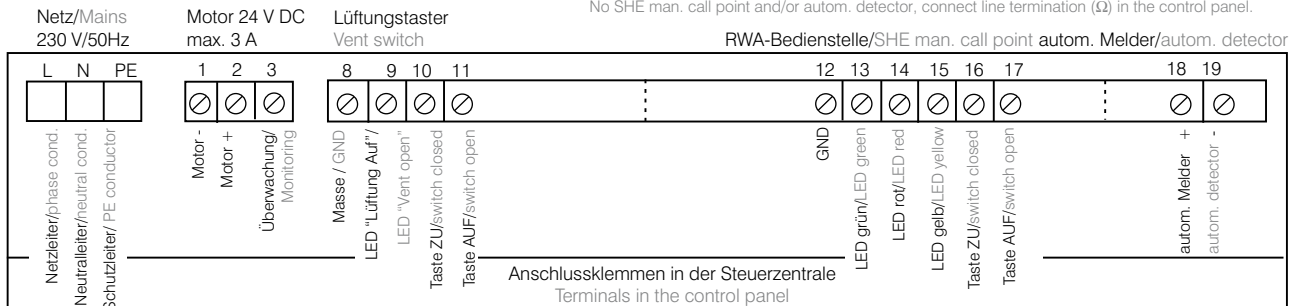 No SHE man. call point and/or autom. detector, connect line termination (Ω) in the control panel.
Netz/Mains
230 V/50Hz
Motor 24 V DC
max. 3 A
Lüftungstaster
Vent switch
RWA-Bedienstelle/SHE man. call point autom. Melder/autom. detector
L N PE 1 2 3 8 9 10 11 12 13 14 15 16 17 18 19
Netzleiter/phase cond.
Neutralleiter/neutral cond.
Schutzleiter/ PE conductor
Motor -
Motor +
Überwachung/
Monitoring
Masse / GND
LED "Lüftung Auf"/
LED "Vent open"
Taste ZU/switch closed
Taste AUF/switch open
GND
LED grün/LED green
LED rot/LED red
LED gelb/LED yellow
Taste ZU/switch closed
Taste AUF/switch open
autom. Melder +
autom. detector -
Anschlussklemmen in der Steuerzentrale
Terminals in the control panel